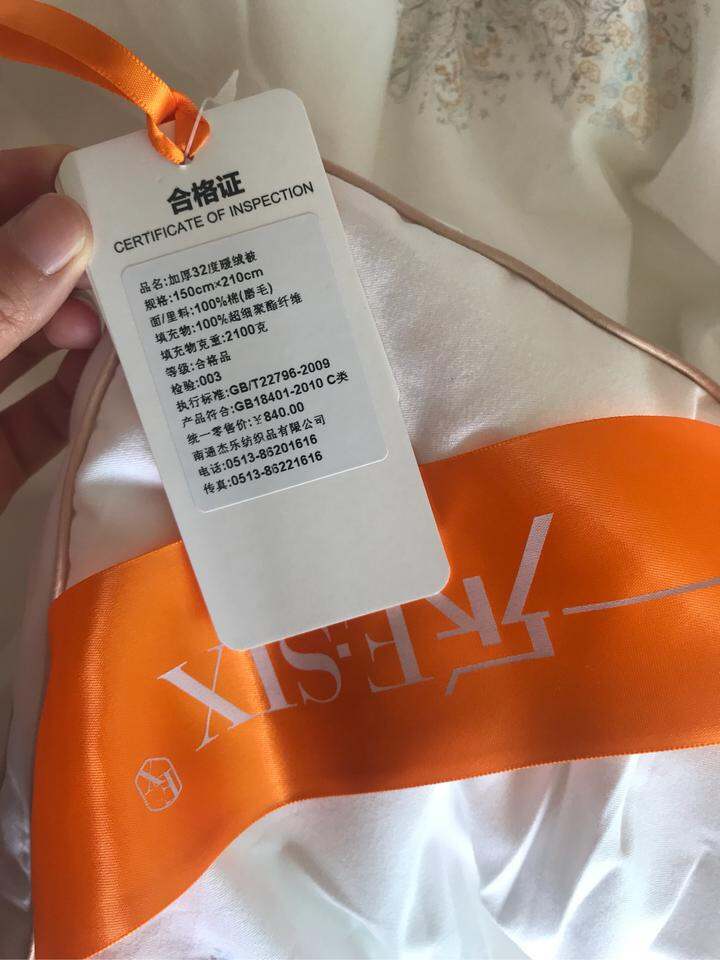 合格证
CERTIFICATE OF INSPECTION
品名:加厚32度暖绒被
规格:150cm×210cm
面/里料:100%棉(磨毛)
填充物:100%超细聚酯纤维
填充物克重:2100克
等级:合格品
检验:003
执行标准:GB/T22796-2009
产品符合:GB18401-2010 C类
统一零售价:¥840.00
南通杰乐纺织品有限公司
电话:0513-86201616
传真:0513-86221616
E-SIX